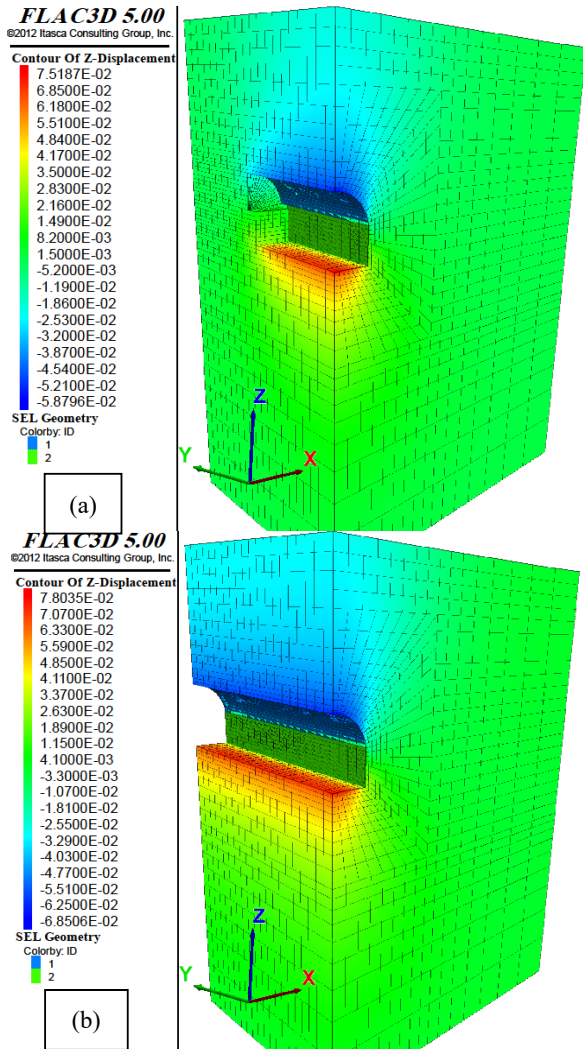 FLAC3D 5.00
©2012 Itasca Consulting Group, Inc.
Contour Of Z-Displacement
7.5187E-02
6.8500E-02
6.1800E-02
5.5100E-02
4.8400E-02
4.1700E-02
3.5000E-02
2.8300E-02
2.1600E-02
1.4900E-02
8.2000E-03
1.5000E-03
-5.2000E-03
-1.1900E-02
-1.8600E-02
-2.5300E-02
-3.2000E-02
-3.8700E-02
-4.5400E-02
-5.2100E-02
-5.8796E-02
SEL Geometry
Colorby: ID
1
2
(a)
Z
Y
X
FLAC3D 5.00
©2012 Itasca Consulting Group, Inc.
Contour Of Z-Displacement
7.8035E-02
7.0700E-02
6.3300E-02
5.5900E-02
4.8500E-02
4.1100E-02
3.3700E-02
2.6300E-02
1.8900E-02
1.1500E-02
4.1000E-03
-3.3000E-03
-1.0700E-02
-1.8100E-02
-2.5500E-02
-3.2900E-02
-4.0300E-02
-4.7700E-02
-5.5100E-02
-6.2500E-02
-6.8506E-02
SEL Geometry
Colorby: ID
1
2
(b)
Z
Y
X